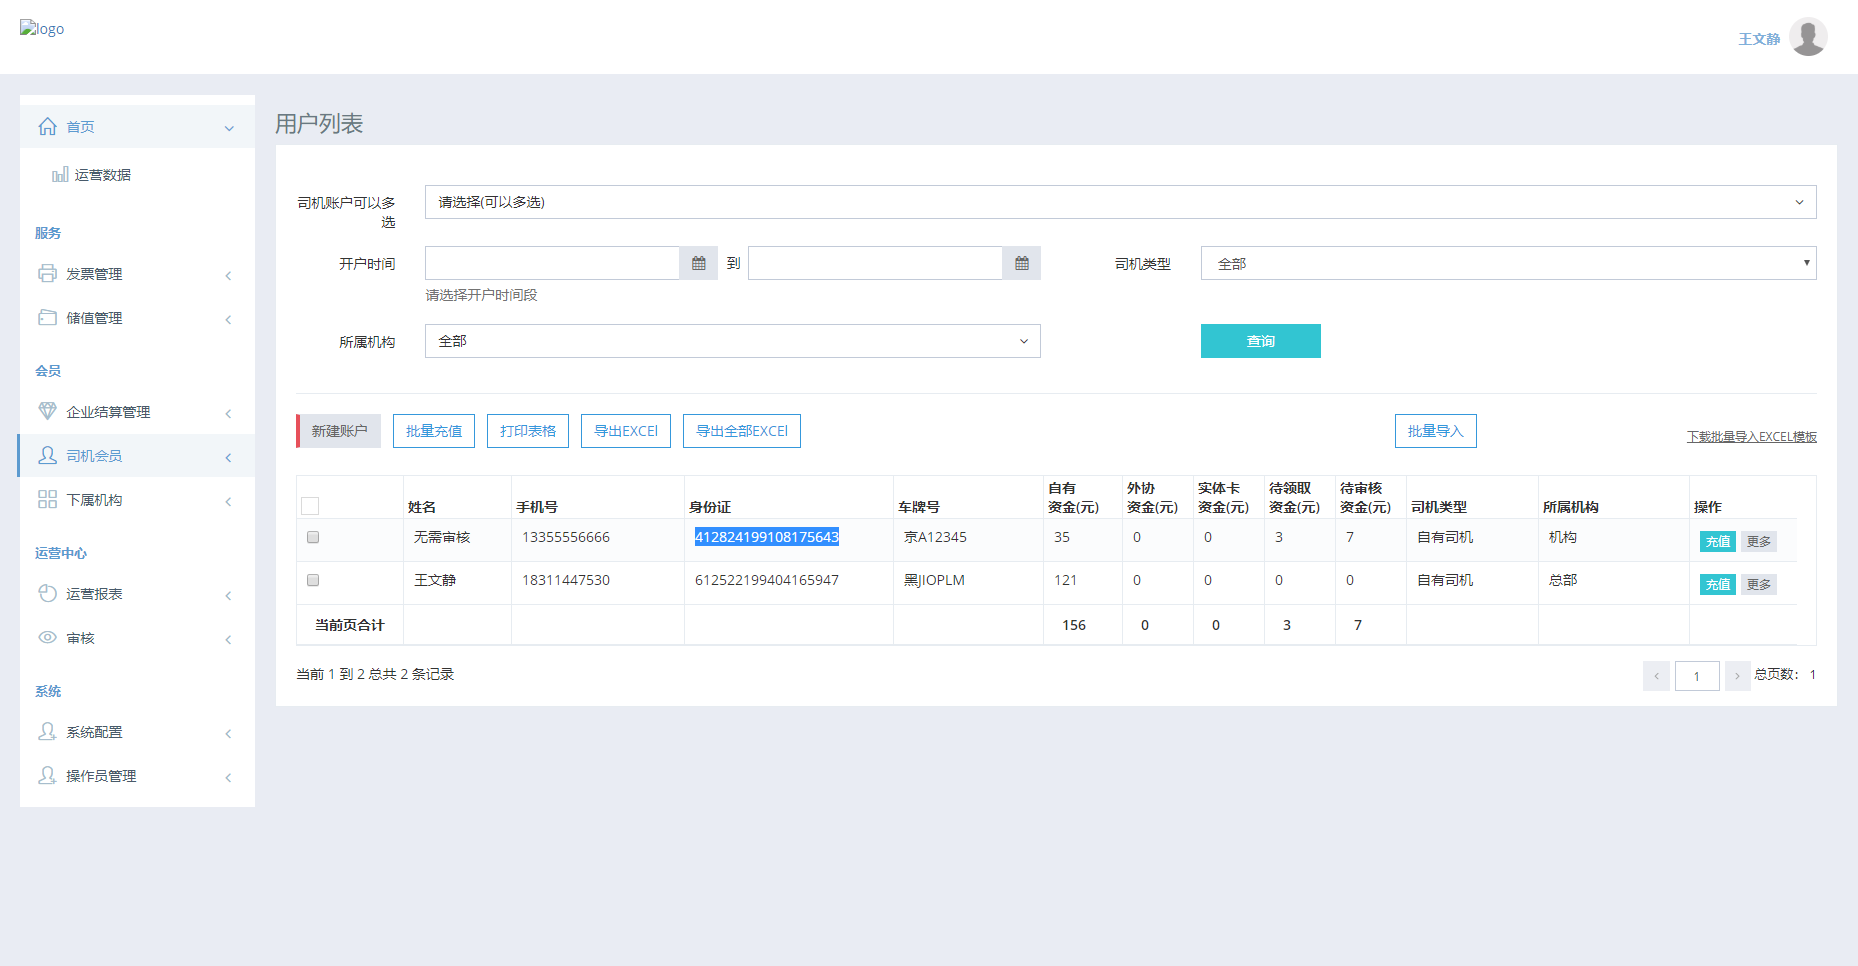 logo
王文静
首页
运营数据
服务
发票管理
储值管理
会员
企业结算管理
司机会员
下属机构
运营中心
运营报表
审核
系统
系统配置
操作员管理
用户列表
司机账户可以多
选
请选择(可以多选)
开户时间
到
司机类型
全部
请选择开户时间段
所属机构
全部
查询
新建账户
批量充值
打印表格
导出EXCEl
导出全部EXCEl
批量导入
下载批量导入EXCEL模板
姓名 手机号 身份证 车牌号 自有资金(元) 外协资金(元) 实体卡资金(元) 待领取资金(元) 待审核资金(元) 司机类型 所属机构 操作
无需审核 13355556666 412824199108175643 京A12345 35 0 0 3 7 自有司机 机构 充值 更多
王文静 18311447530 612522199404165947 黑JIOPLM 121 0 0 0 0 自有司机 总部 充值 更多
当前页合计 156 0 0 3 7
当前 1 到 2 总共 2 条记录
1
总页数： 1